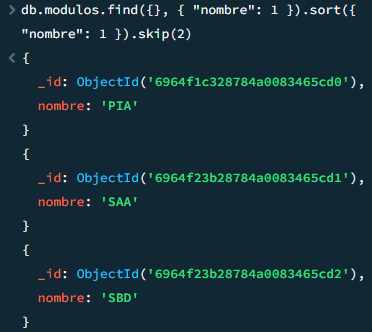 > db.modulos.find({}, { "nombre": 1 }).sort({
"nombre": 1 }).skip(2)
< {
_id: ObjectId('6964f1c328784a0083465cd0'),
nombre: 'PIA'
}
{
_id: ObjectId('6964f23b28784a0083465cd1'),
nombre: 'SAA'
}
{
_id: ObjectId('6964f23b28784a0083465cd2'),
nombre: 'SBD'
}